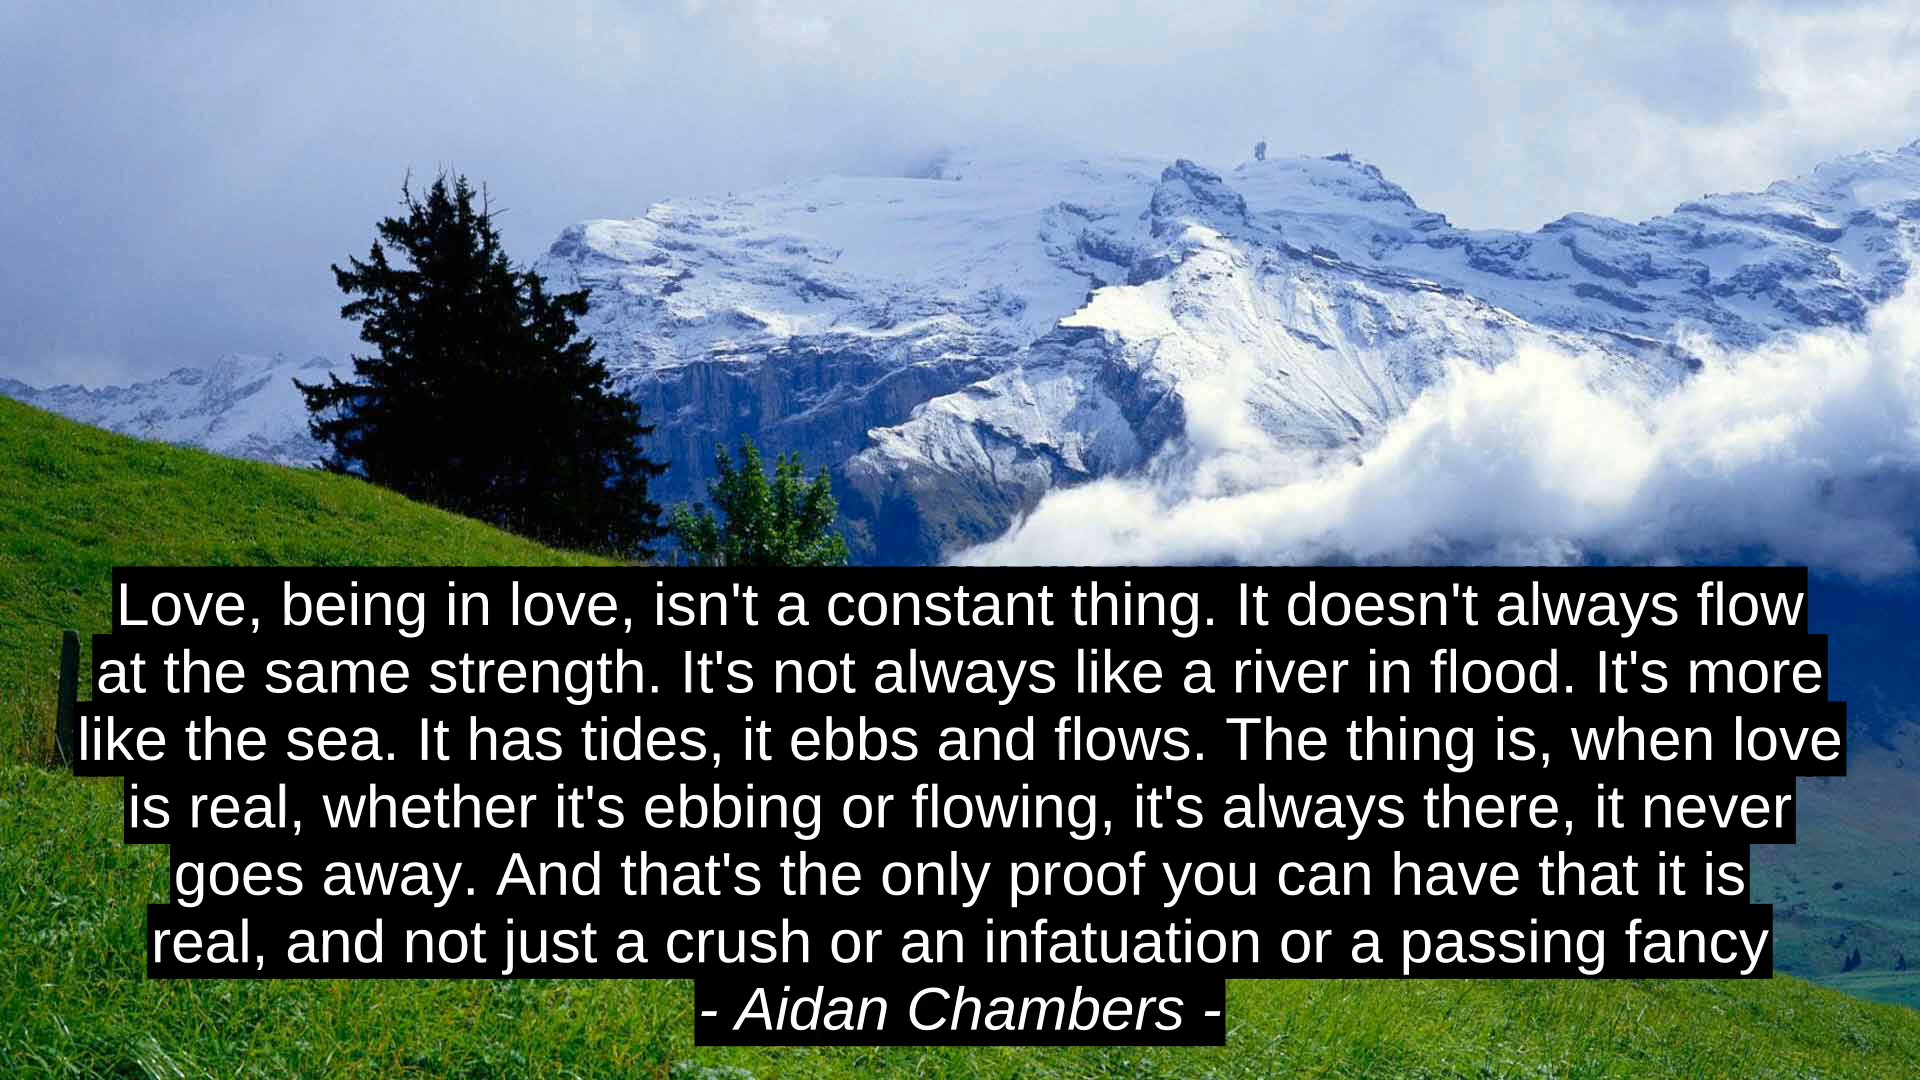 Love, being in love, isn't a constant thing. It doesn't always flow
at the same strength. It's not always like a river in flood. It's more
like the sea. It has tides, it ebbs and flows. The thing is, when love
is real, whether it's ebbing or flowing, it's always there, it never
goes away. And that's the only proof you can have that it is
real, and not just a crush or an infatuation or a passing fancy
- Aidan Chambers -